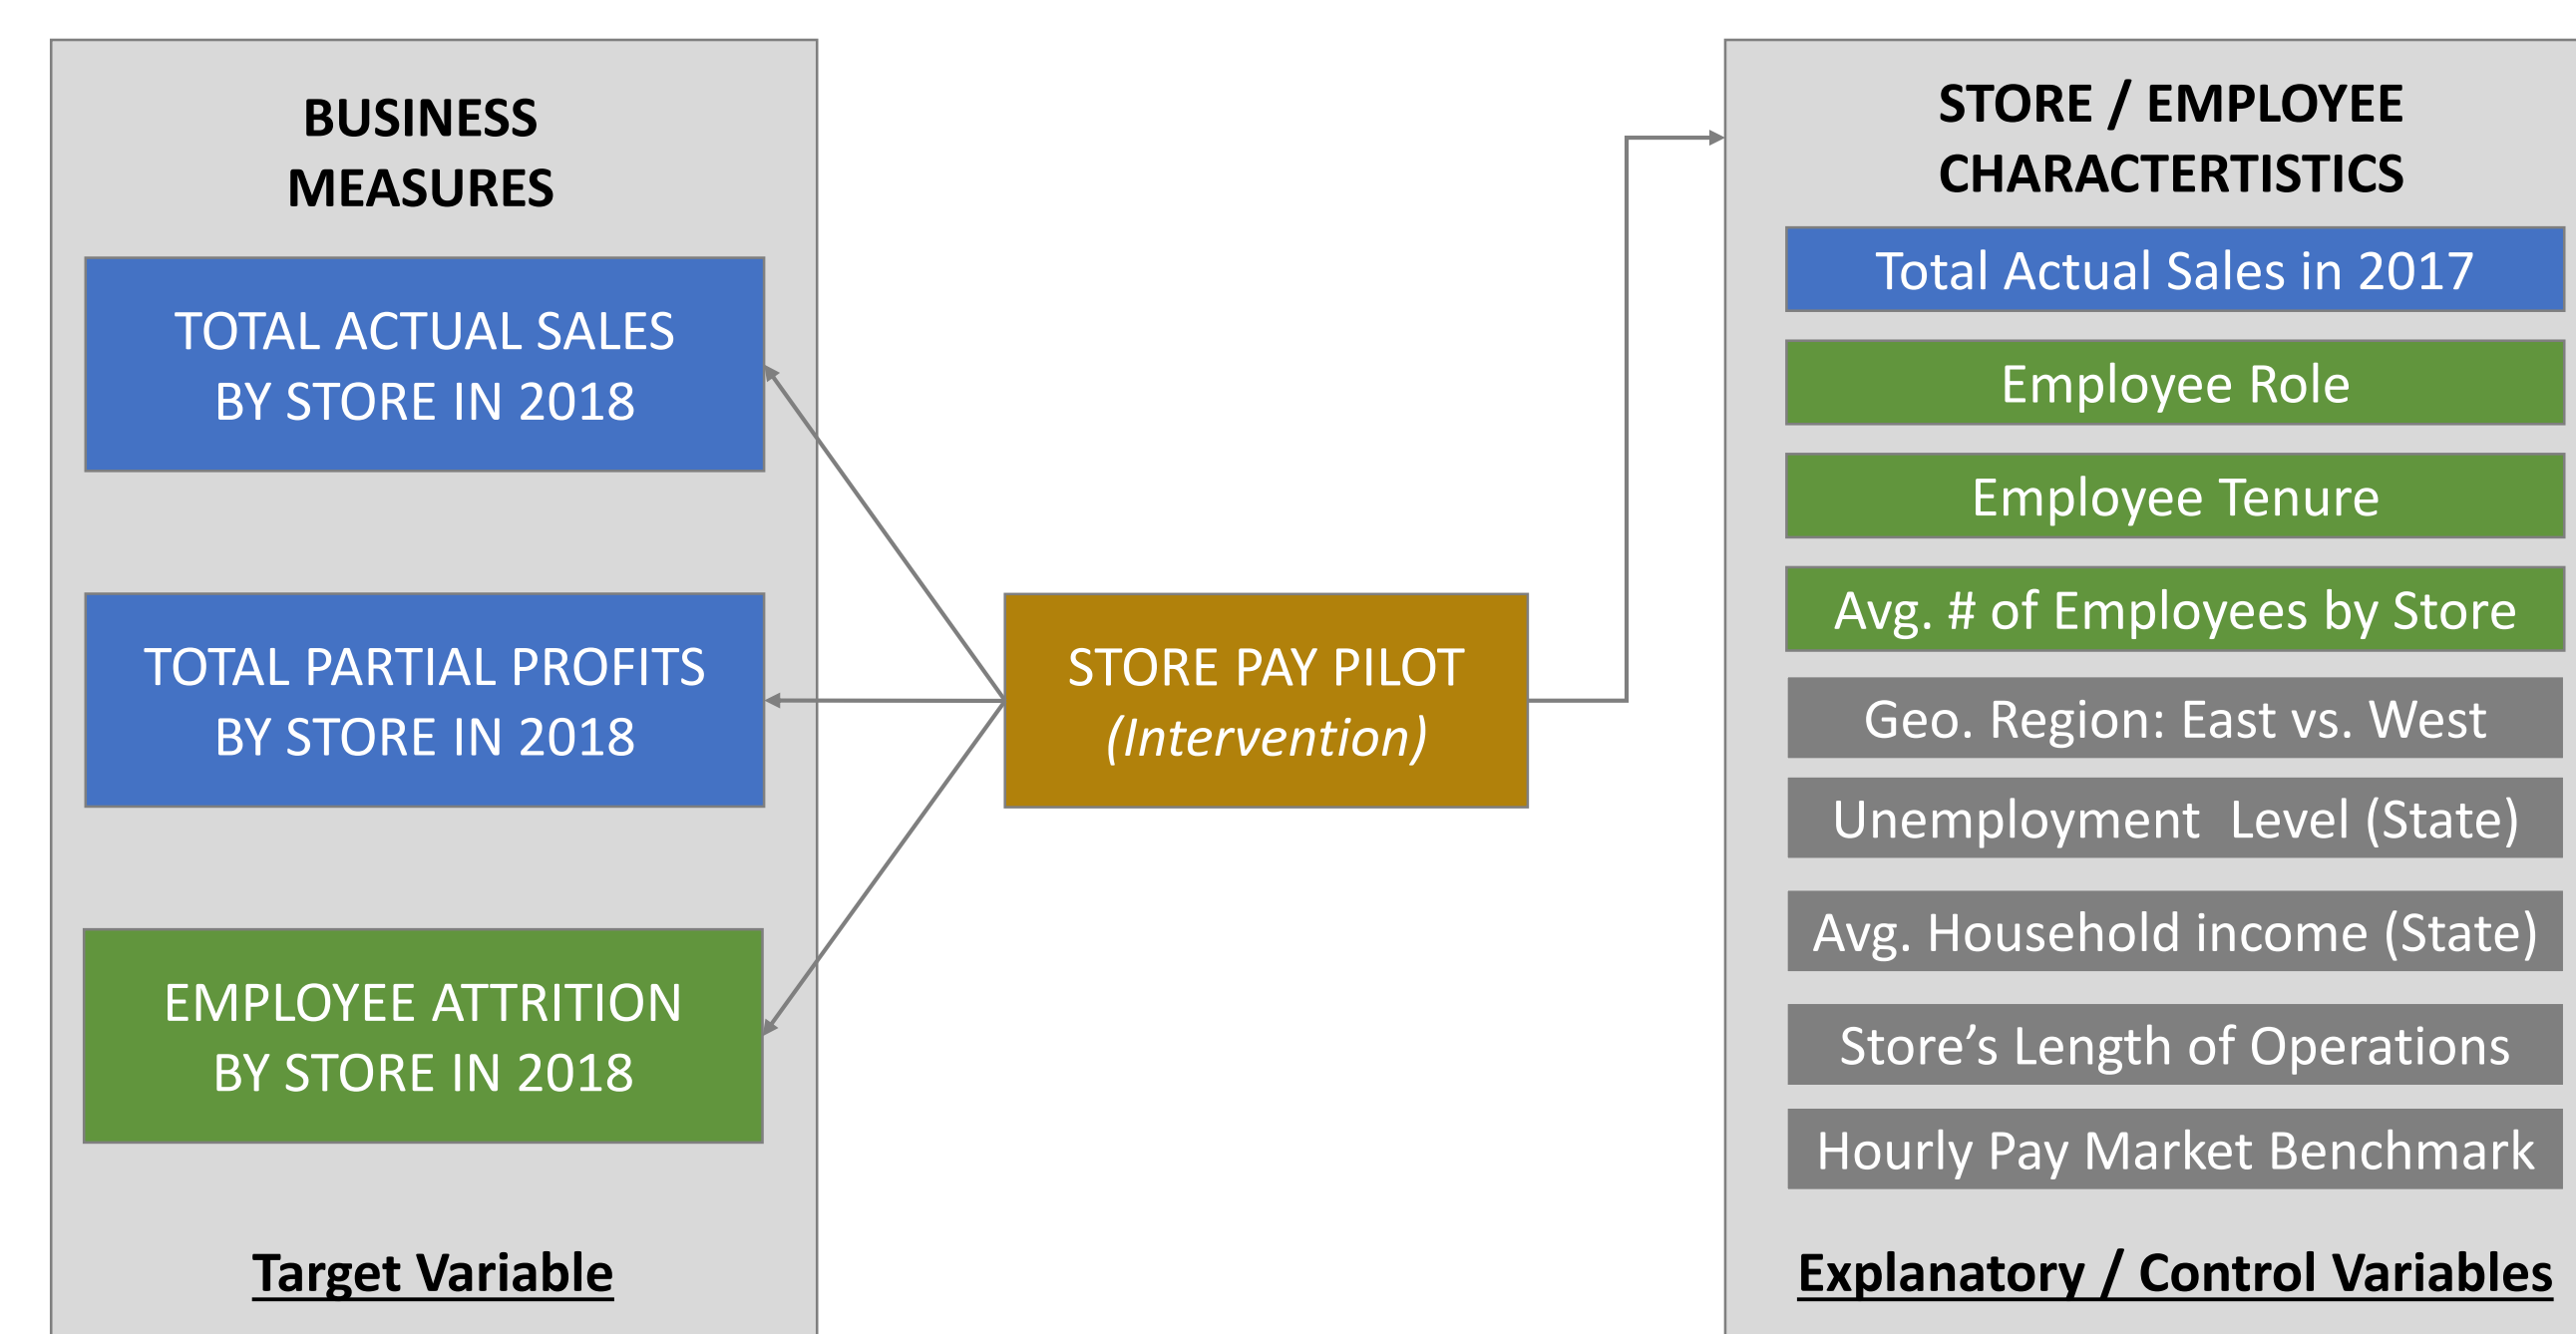 BUSINESS
MEASURES
TOTAL ACTUAL SALES
BY STORE IN 2018
TOTAL PARTIAL PROFITS
BY STORE IN 2018
EMPLOYEE ATTRITION
BY STORE IN 2018
Target Variable
STORE PAY PILOT
(Intervention)
STORE / EMPLOYEE
CHARACTERTISTICS
Total Actual Sales in 2017
Employee Role
Employee Tenure
Avg. # of Employees by Store
Geo. Region: East vs. West
Unemployment  Level (State)
Avg. Household income (State)
Store’s Length of Operations
Hourly Pay Market Benchmark
Explanatory / Control Variables